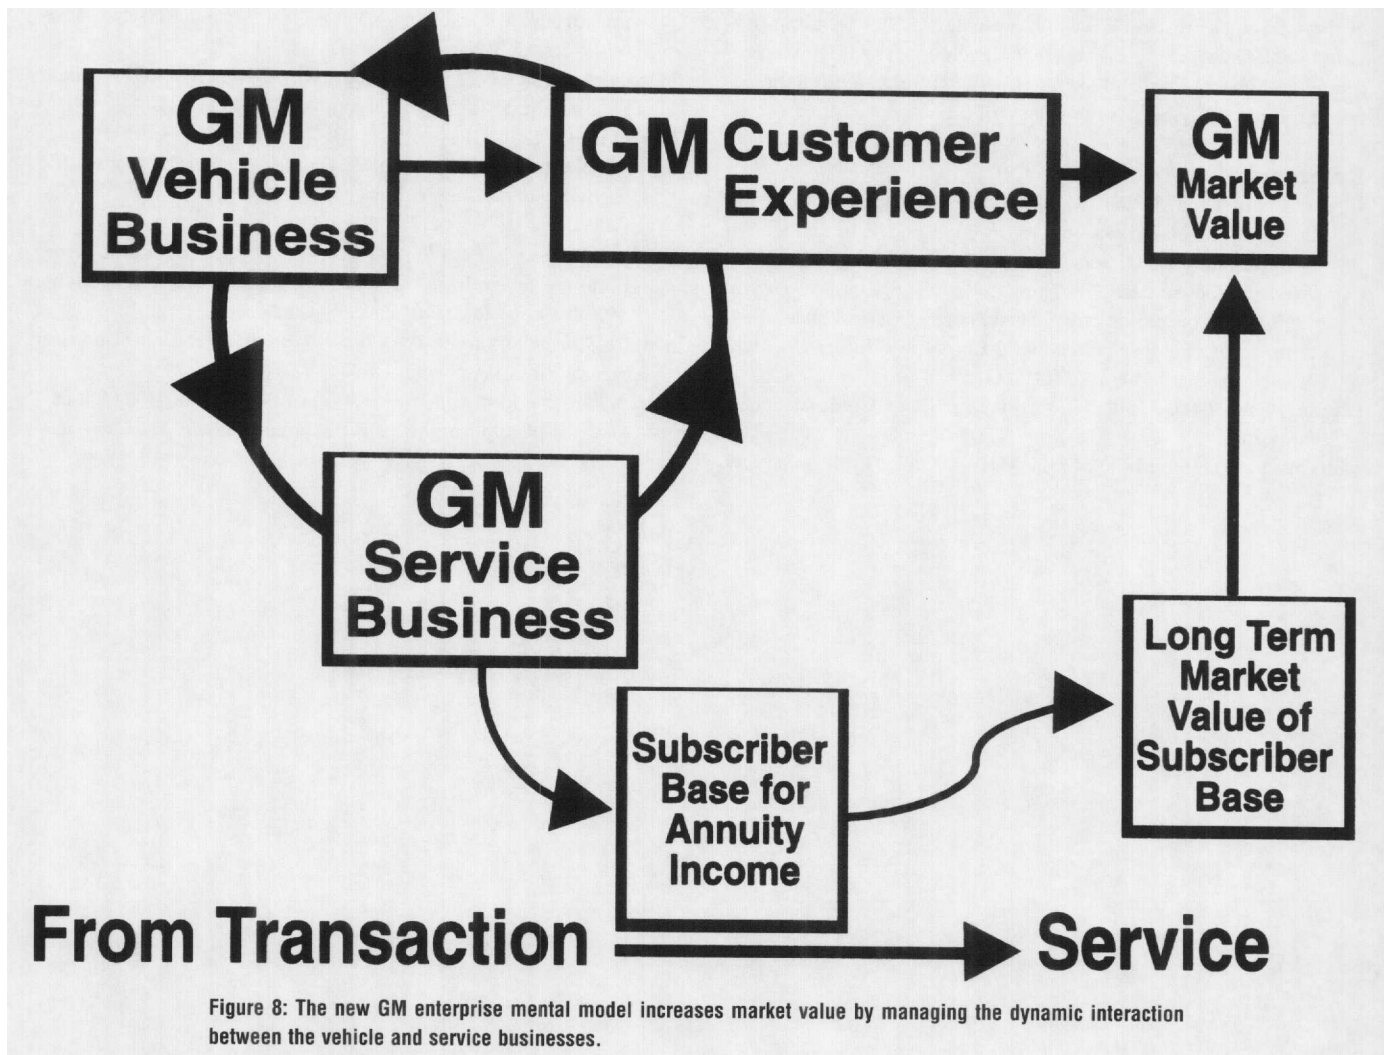 GM
Vehicle
Business
GM Customer
Experience
GM
Market
Value
GM
Service
Business
Subscriber
Base for
Annuity
Income
Long Term
Market
Value of
Subscriber
Base
From Transaction
Service
Figure 8: The new GM enterprise mental model increases market value by managing the dynamic interaction
between the vehicle and service businesses.